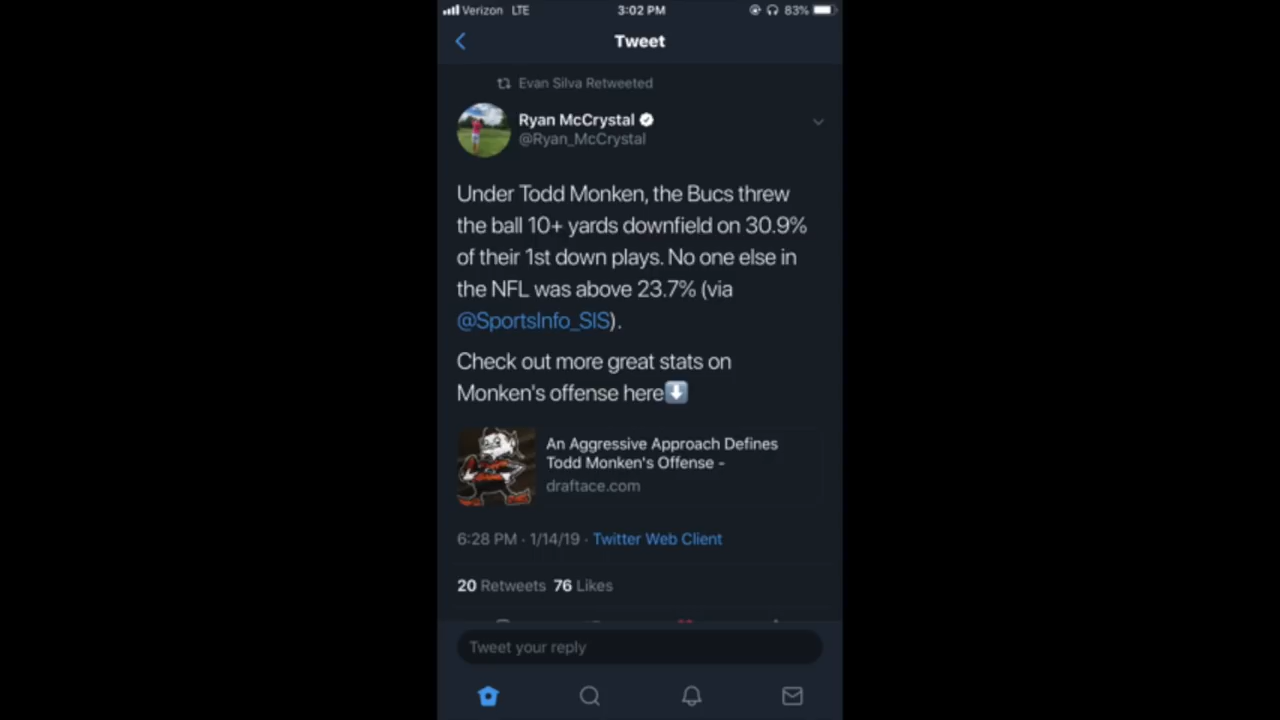 Verizon LTE
3:02 PM
83%
Tweet
Evan Silva Retweeted
Ryan McCrystal
@Ryan_McCrystal
Under Todd Monken, the Bucs threw
the ball 10+ yards downfield on 30.9%
of their 1st down plays. No one else in
the NFL was above 23.7% (via
@SportsInfo_SIS).
Check out more great stats on
Monken's offense here⬇️
An Aggressive Approach Defines
Todd Monken's Offense -
draftace.com
6:28 PM · 1/14/19 · Twitter Web Client
20 Retweets 76 Likes
Tweet your reply